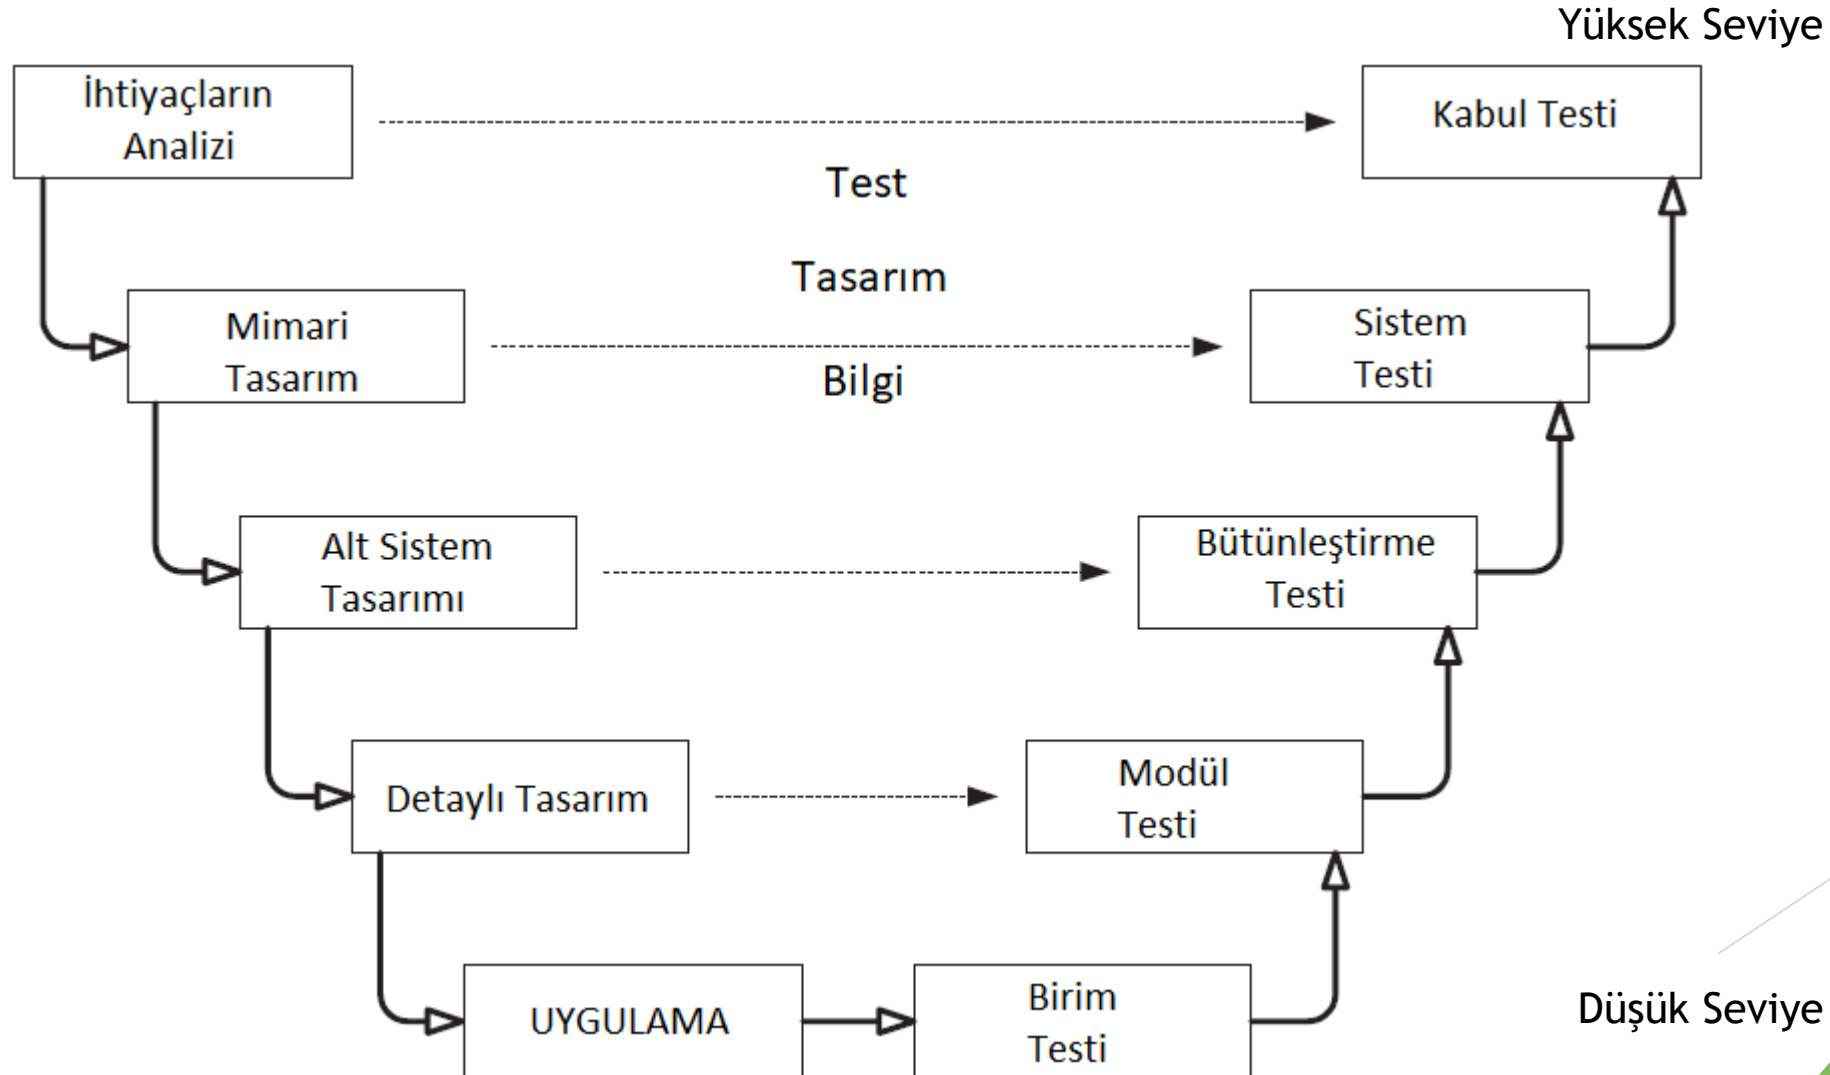 Yüksek Seviye
İhtiyaçların
Analizi
Kabul Testi
Test
Tasarım
Bilgi
Mimari
Tasarım
Sistem
Testi
Alt Sistem
Tasarımı
Bütünleştirme
Testi
Detaylı Tasarım
Modül
Testi
UYGULAMA
Birim
Testi
Düşük Seviye